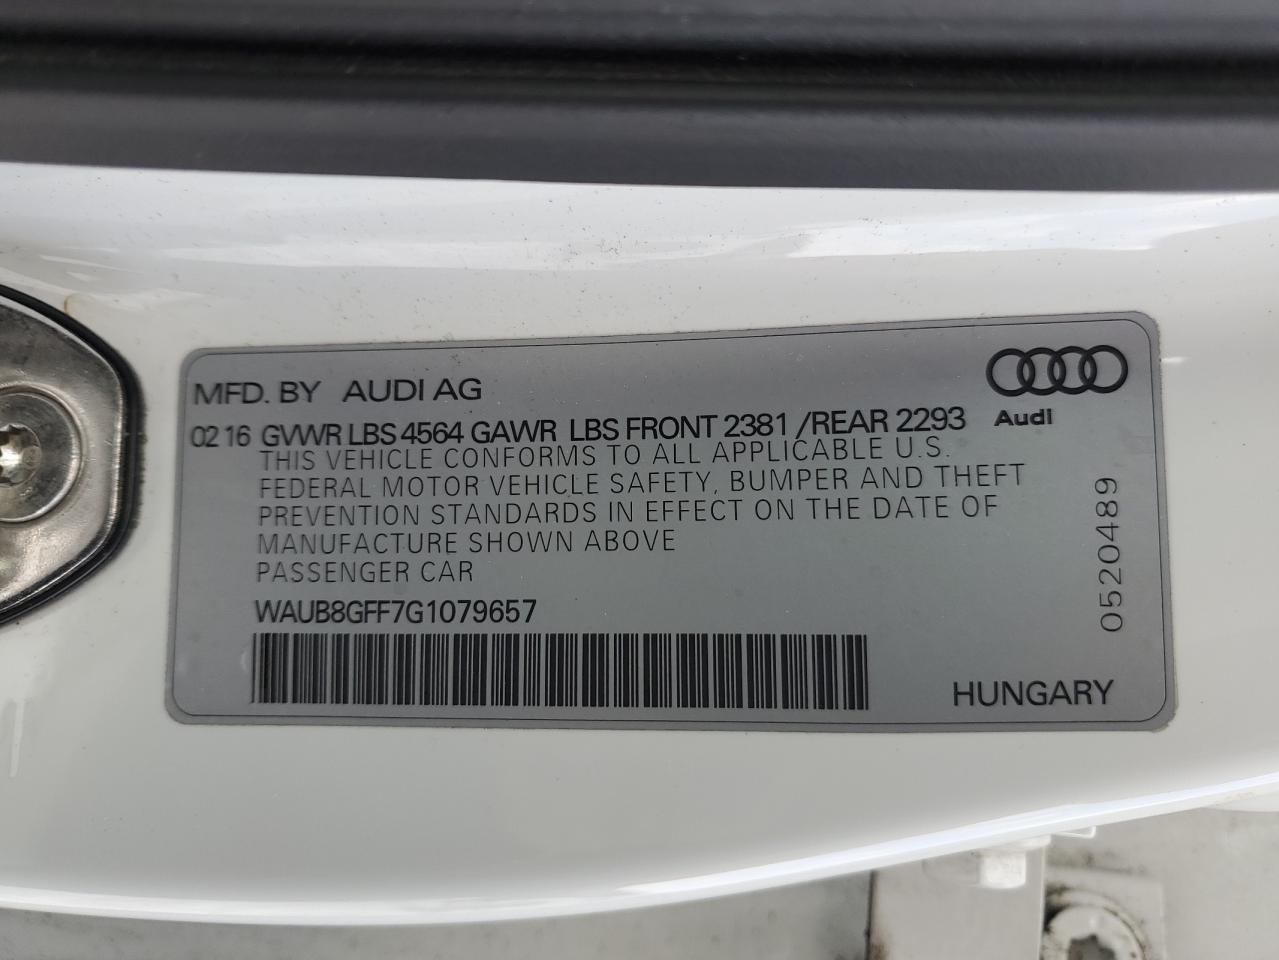 MFD. BY AUDI AG
Audi
02 16 GVWR LBS 4564 GAWR LBS FRONT 2381 /REAR 2293
THIS VEHICLE CONFORMS TO ALL APPLICABLE U.S.
FEDERAL MOTOR VEHICLE SAFETY, BUMPER AND THEFT
PREVENTION STANDARDS IN EFFECT ON THE DATE OF
MANUFACTURE SHOWN ABOVE
PASSENGER CAR
WAUB8GFF7G1079657
0520489
HUNGARY